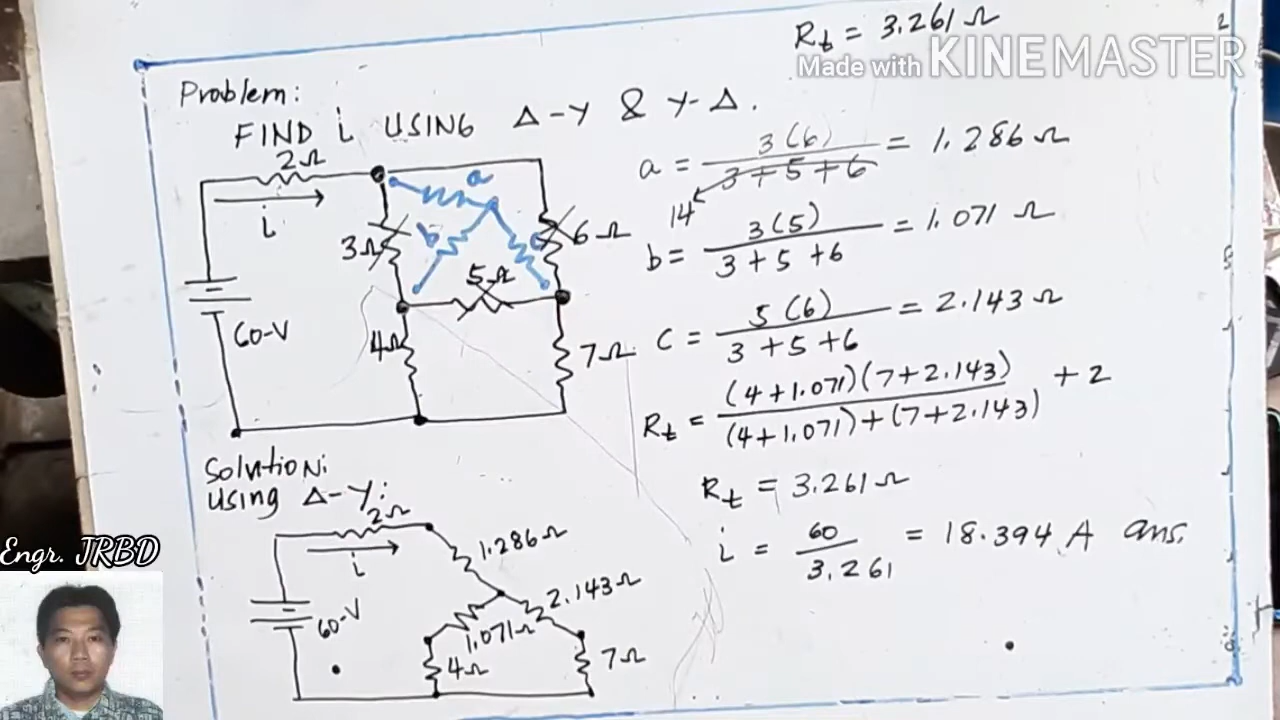 Rt = 3.261 Ω
2
Made with KINEMASTER
Problem:
FIND i USING Δ-Y & Y-Δ.
2Ω
i
a
b
c
3Ω
6Ω
5Ω
60-V
4Ω
7Ω
a = 3(6) / 3+5+6 = 1.286 Ω
14
b = 3(5) / 3+5+6 = 1.071 Ω
c = 5(6) / 3+5+6 = 2.143 Ω
Rt = (4+1.071)(7+2.143) / (4+1.071)+(7+2.143) + 2
Rt = 3.261 Ω
i = 60 / 3.261 = 18.394 A ans.
Solution:
Using Δ-Y:
2Ω
i
1.286Ω
2.143Ω
1.071Ω
60-V
4Ω
7Ω
Engr. JRBD